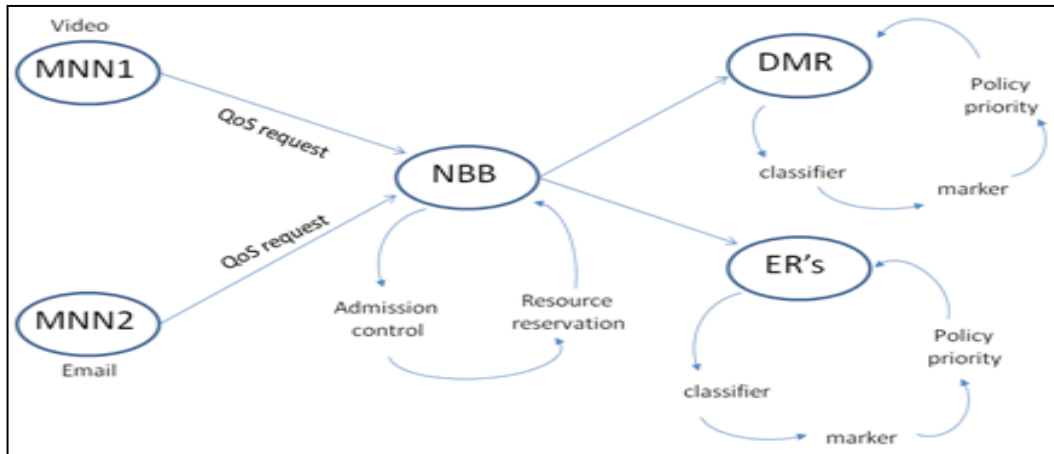 Video
MNN1
QoS request
QoS request
MNN2
Email
NBB
Admission
control
Resource
reservation
DMR
Policy
priority
classifier
marker
ER's
Policy
priority
classifier
marker